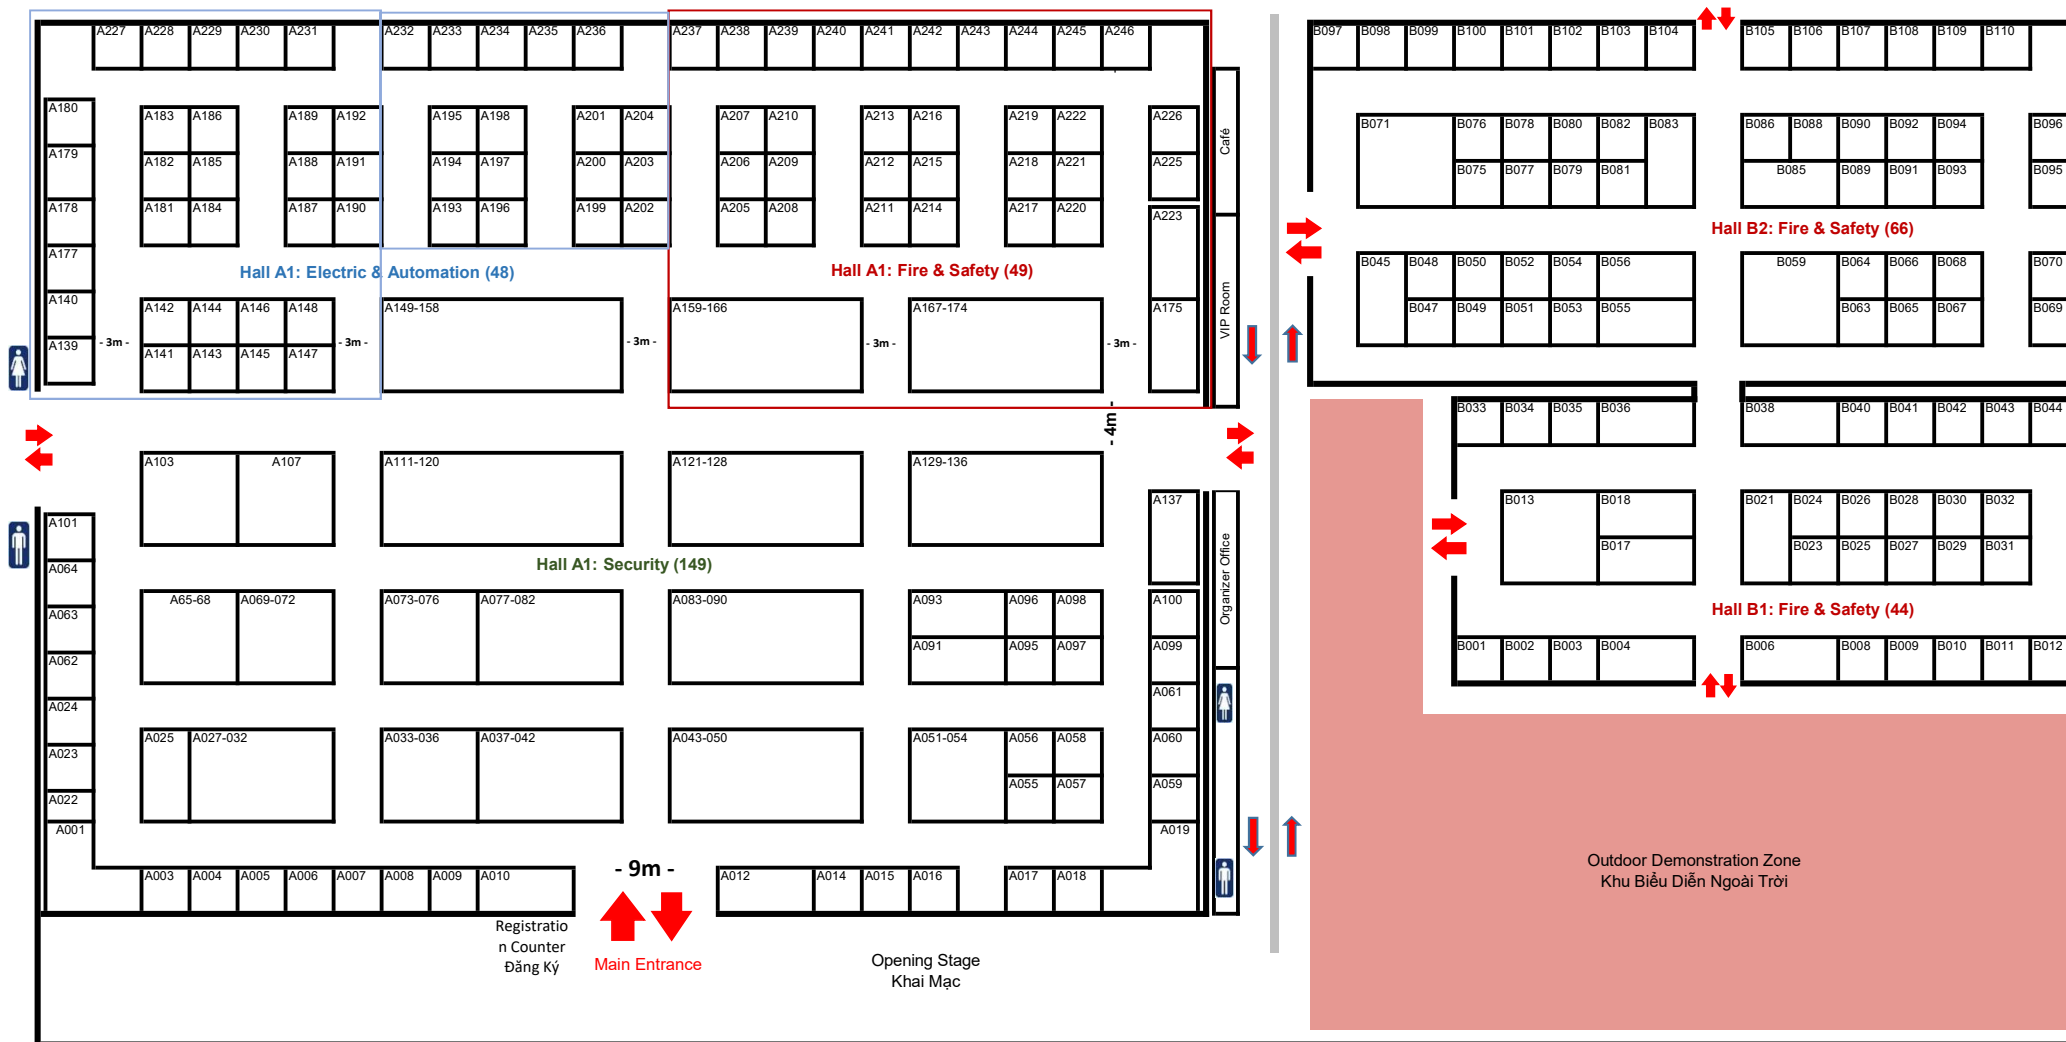 A227 A228 A229 A230 A231 A232 A233 A234 A235 A236 A237 A238 A239 A240 A241 A242 A243 A244 A245 A246
A180
A183 A186 A189 A192 A195 A198 A201 A204 A207 A210 A213 A216 A219 A222 A226
A179
A182 A185 A188 A191 A194 A197 A200 A203 A206 A209 A212 A215 A218 A221 A225
A178
A181 A184 A187 A190 A193 A196 A199 A202 A205 A208 A211 A214 A217 A220 A223
A177
Hall A1: Electric & Automation (48)
Hall A1: Fire & Safety (49)
A140
A142 A144 A146 A148 A149-158 A159-166 A167-174 A175
A139
- 3m - - 3m - - 3m - - 3m - - 3m -
A141 A143 A145 A147
Café
VIP Room
- 4m -
A103 A107 A111-120 A121-128 A129-136
A137
A101
Hall A1: Security (149)
A064
A65-68 A069-072 A073-076 A077-082 A083-090 A093 A096 A098 A100
A063
A091 A095 A097 A099
A062
A061
A024
A025 A027-032 A033-036 A037-042 A043-050 A051-054 A056 A058 A060
A023
A055 A057 A059
A022
A001
A019
Organizer Office
A003 A004 A005 A006 A007 A008 A009 A010
- 9m -
A012 A014 A015 A016 A017 A018
Registratio
n Counter
Đăng Ký
Main Entrance
Opening Stage
Khai Mạc
B097 B098 B099 B100 B101 B102 B103 B104 B105 B106 B107 B108 B109 B110
B071 B076 B078 B080 B082 B083 B086 B088 B090 B092 B094 B096
B075 B077 B079 B081 B085 B089 B091 B093 B095
Hall B2: Fire & Safety (66)
B045 B048 B050 B052 B054 B056 B059 B064 B066 B068 B070
B047 B049 B051 B053 B055 B063 B065 B067 B069
B033 B034 B035 B036 B038 B040 B041 B042 B043 B044
B013 B018 B021 B024 B026 B028 B030 B032
B017 B023 B025 B027 B029 B031
Hall B1: Fire & Safety (44)
B001 B002 B003 B004 B006 B008 B009 B010 B011 B012
Outdoor Demonstration Zone
Khu Biểu Diễn Ngoài Trời